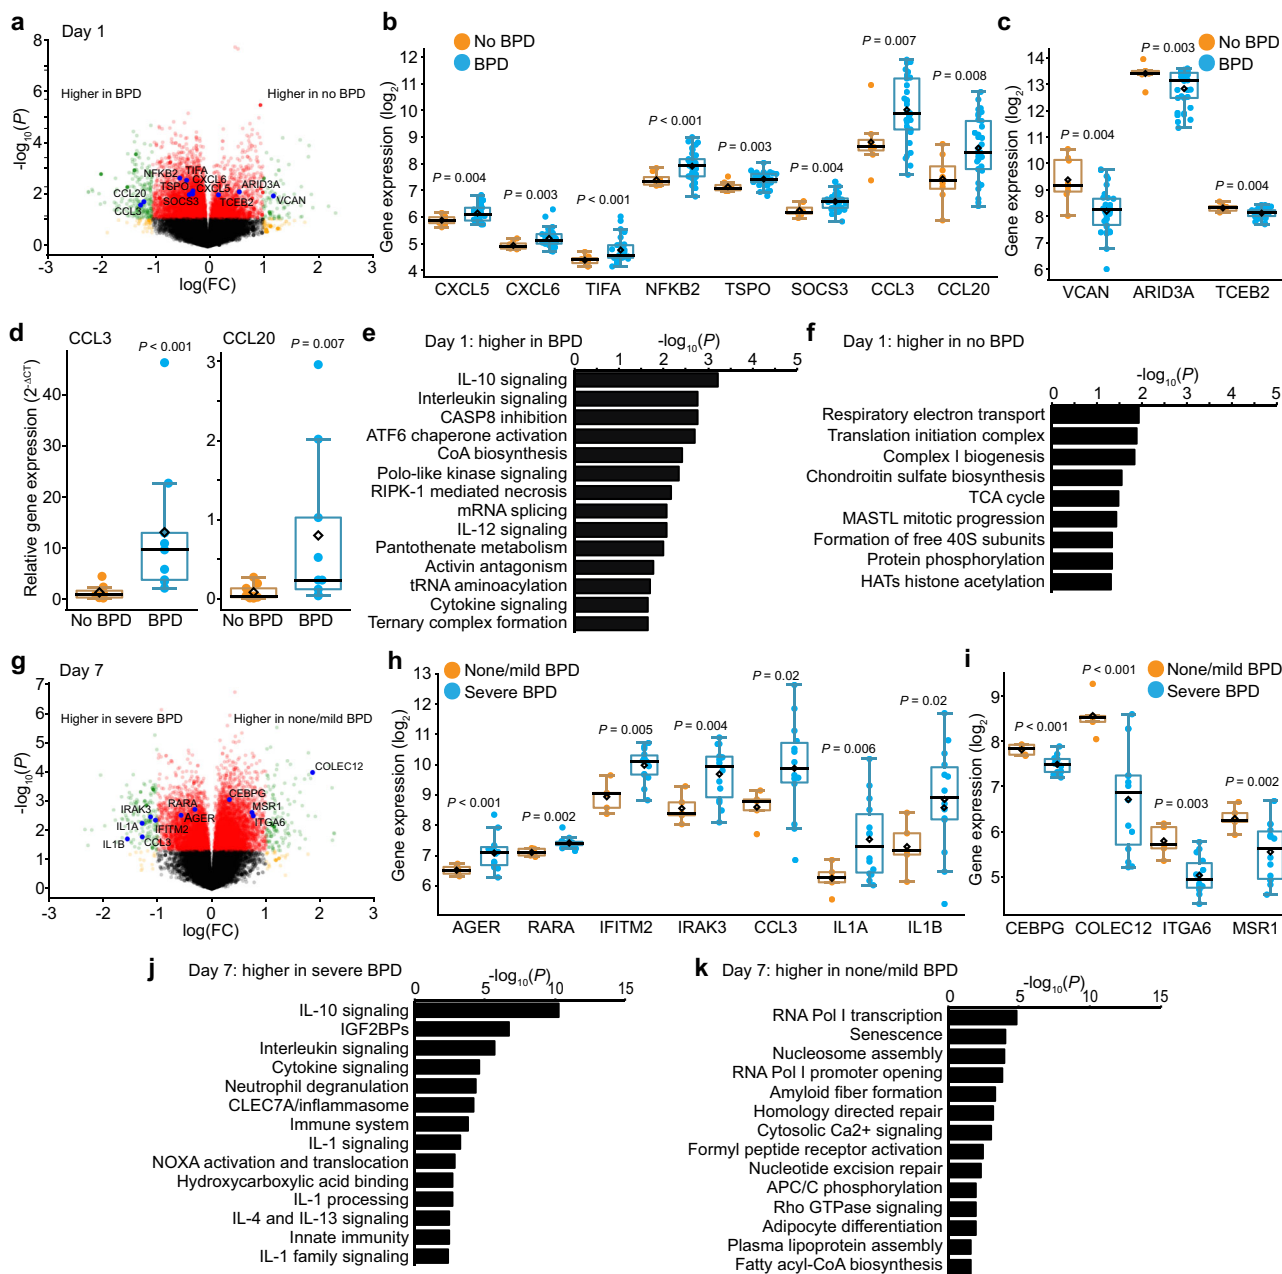 a Day 1
Higher in BPD
Higher in no BPD
-log10(P)
8
6
4
2
0
NFKB2
TIFA
CXCL6
TSPO
CXCL5
ARID3A
CCL20
SOCS3
TCEB2
VCAN
CCL3
-3 -2 -1 0 1 2 3
log(FC)
b
No BPD
BPD
Gene expression (log2)
12
11
10
9
8
7
6
5
4
P = 0.004
P = 0.003
P < 0.001
P < 0.001
P = 0.003
P = 0.004
P = 0.007
P = 0.008
CXCL5 CXCL6 TIFA NFKB2 TSPO SOCS3 CCL3 CCL20
c
No BPD
BPD
Gene expression (log2)
13
12
11
10
9
8
7
6
P = 0.004
P = 0.003
P = 0.004
VCAN ARID3A TCEB2
d CCL3
P < 0.001
Relative gene expression (2-ΔCT)
40
30
20
10
0
No BPD BPD
CCL20
P = 0.007
3
2
1
0
No BPD BPD
e Day 1: higher in BPD
-log10(P)
0 1 2 3 5
IL-10 signaling
Interleukin signaling
CASP8 inhibition
ATF6 chaperone activation
CoA biosynthesis
Polo-like kinase signaling
RIPK-1 mediated necrosis
mRNA splicing
IL-12 signaling
Pantothenate metabolism
Activin antagonism
tRNA aminoacylation
Cytokine signaling
Ternary complex formation
f Day 1: higher in no BPD
-log10(P)
0 1 2 3 4 5
Respiratory electron transport
Translation initiation complex
Complex I biogenesis
Chondroitin sulfate biosynthesis
TCA cycle
MASTL mitotic progression
Formation of free 40S subunits
Protein phosphorylation
HATs histone acetylation
g Day 7
Higher in severe BPD
Higher in none/mild BPD
-log10(P)
7
6
5
4
3
2
1
0
COLEC12
CEBPG
RARA
MSR1
IRAK3
AGER
ITGA6
IL1A
IFITM2
IL1B
CCL3
-3 -2 -1 0 1 2 3
log(FC)
h
None/mild BPD
Severe BPD
Gene expression (log2)
13
12
11
10
9
8
7
6
P < 0.001
P = 0.002
P = 0.005
P = 0.004
P = 0.02
P = 0.006
P = 0.02
AGER RARA IFITM2 IRAK3 CCL3 IL1A IL1B
i
None/mild BPD
Severe BPD
Gene expression (log2)
9
8
7
6
5
P < 0.001
P < 0.001
P = 0.003
P = 0.002
CEBPG COLEC12 ITGA6 MSR1
j Day 7: higher in severe BPD
-log10(P)
0 5 10 15
IL-10 signaling
IGF2BPs
Interleukin signaling
Cytokine signaling
Neutrophil degranulation
CLEC7A/inflammasome
Immune system
IL-1 signaling
NOXA activation and translocation
Hydroxycarboxylic acid binding
IL-1 processing
IL-4 and IL-13 signaling
Innate immunity
IL-1 family signaling
k Day 7: higher in none/mild BPD
-log10(P)
0 5 10 15
RNA Pol I transcription
Senescence
Nucleosome assembly
RNA Pol I promoter opening
Amyloid fiber formation
Homology directed repair
Cytosolic Ca2+ signaling
Formyl peptide receptor activation
Nucleotide excision repair
APC/C phosphorylation
Rho GTPase signaling
Adipocyte differentiation
Plasma lipoprotein assembly
Fatty acyl-CoA biosynthesis